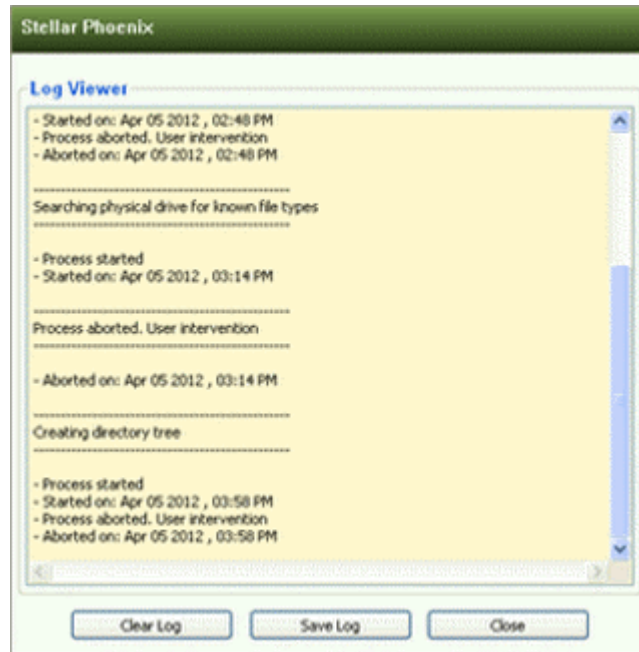 Stellar Phoenix
Log Viewer
- Started on: Apr 05 2012 , 02:48 PM
- Process aborted. User intervention
- Aborted on: Apr 05 2012 , 02:48 PM
--------------------------------------------------
Searching physical drive for known file types
--------------------------------------------------
- Process started
- Started on: Apr 05 2012 , 03:14 PM
--------------------------------------------------
Process aborted. User intervention
--------------------------------------------------
- Aborted on: Apr 05 2012 , 03:14 PM
--------------------------------------------------
Creating directory tree
--------------------------------------------------
- Process started
- Started on: Apr 05 2012 , 03:58 PM
- Process aborted. User intervention
- Aborted on: Apr 05 2012 , 03:58 PM
Clear Log
Save Log
Close